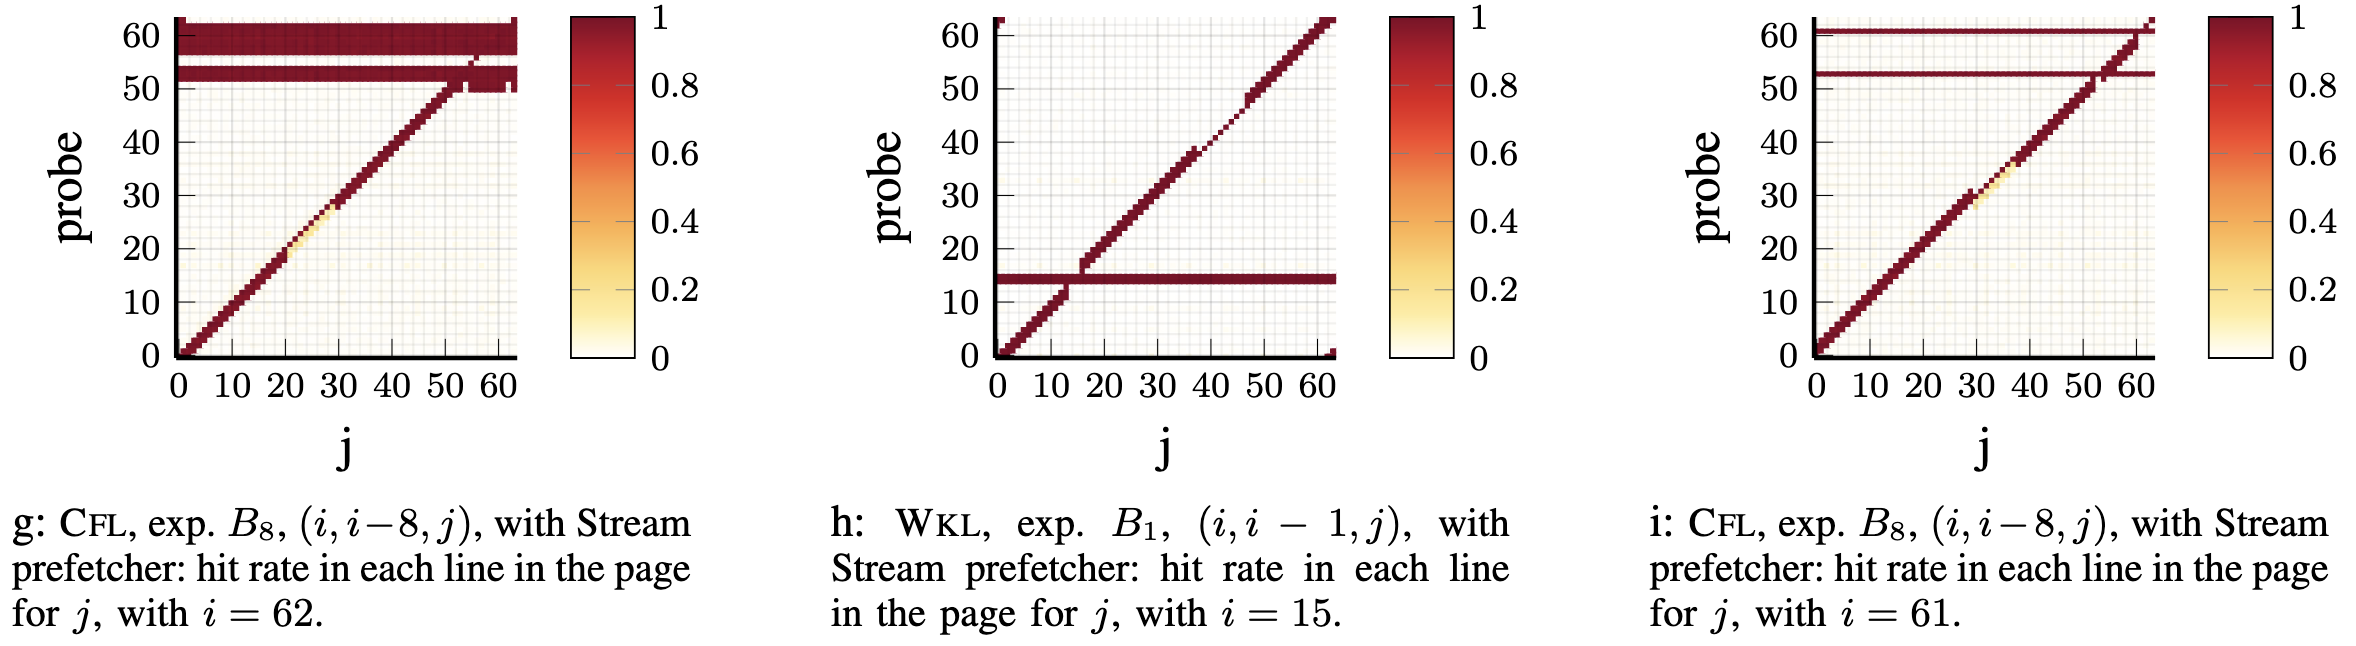 60
50
40
30
20
10
0
probe
0 10 20 30 40 50 60
j
1
0.8
0.6
0.4
0.2
0
60
50
40
30
20
10
0
probe
0 10 20 30 40 50 60
j
1
0.8
0.6
0.4
0.2
0
60
50
40
30
20
10
0
probe
0 10 20 30 40 50 60
j
1
0.8
0.6
0.4
0.2
0
g: CFL, exp. B₈, (i, i−8, j), with Stream
prefetcher: hit rate in each line in the page
for j, with i = 62.
h: WKL, exp. B₁, (i, i − 1, j), with
Stream prefetcher: hit rate in each line
in the page for j, with i = 15.
i: CFL, exp. B₈, (i, i−8, j), with Stream
prefetcher: hit rate in each line in the page
for j, with i = 61.